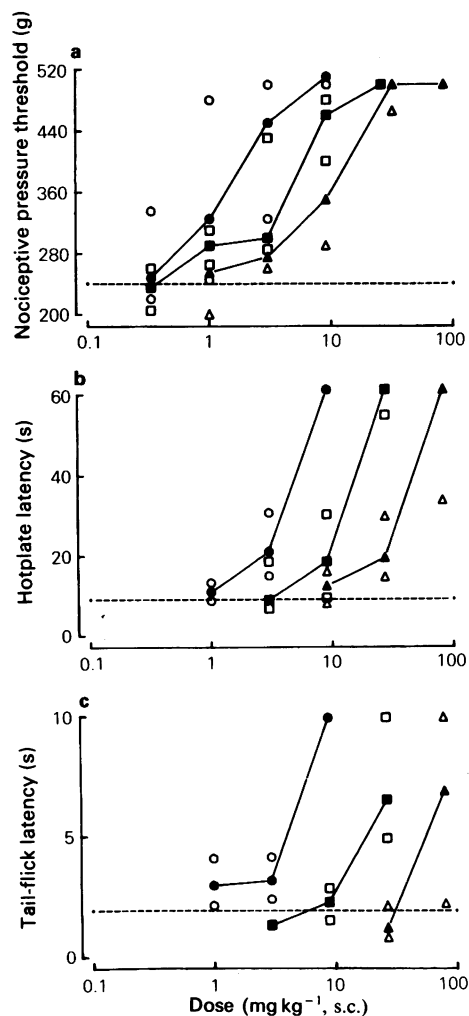 Nociceptive pressure threshold (g)
a
520
440
360
280
200
0.1 1 10 100
Hotplate latency (s)
b
60
40
20
0
0.1 1 10 100
Tail-flick latency (s)
c
10
5
0
0.1 1 10 100
Dose (mg kg⁻¹, s.c.)